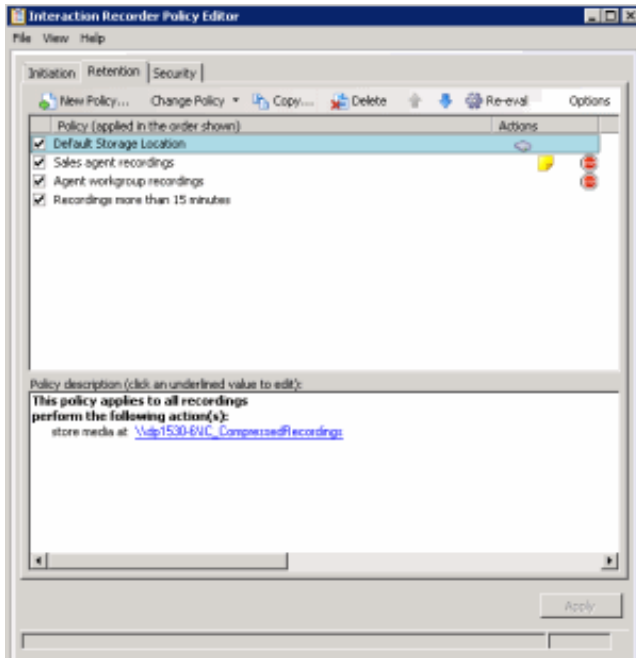 Interaction Recorder Policy Editor
File View Help
Initiation Retention Security
New Policy... Change Policy Copy... Delete Re-eval Options
Policy (applied in the order shown) Actions
Default Storage Location
Sales agent recordings
Agent workgroup recordings
Recordings more than 15 minutes
Policy description (click an underlined value to edit):
This policy applies to all recordings
perform the following action(s):
store media at
Apply